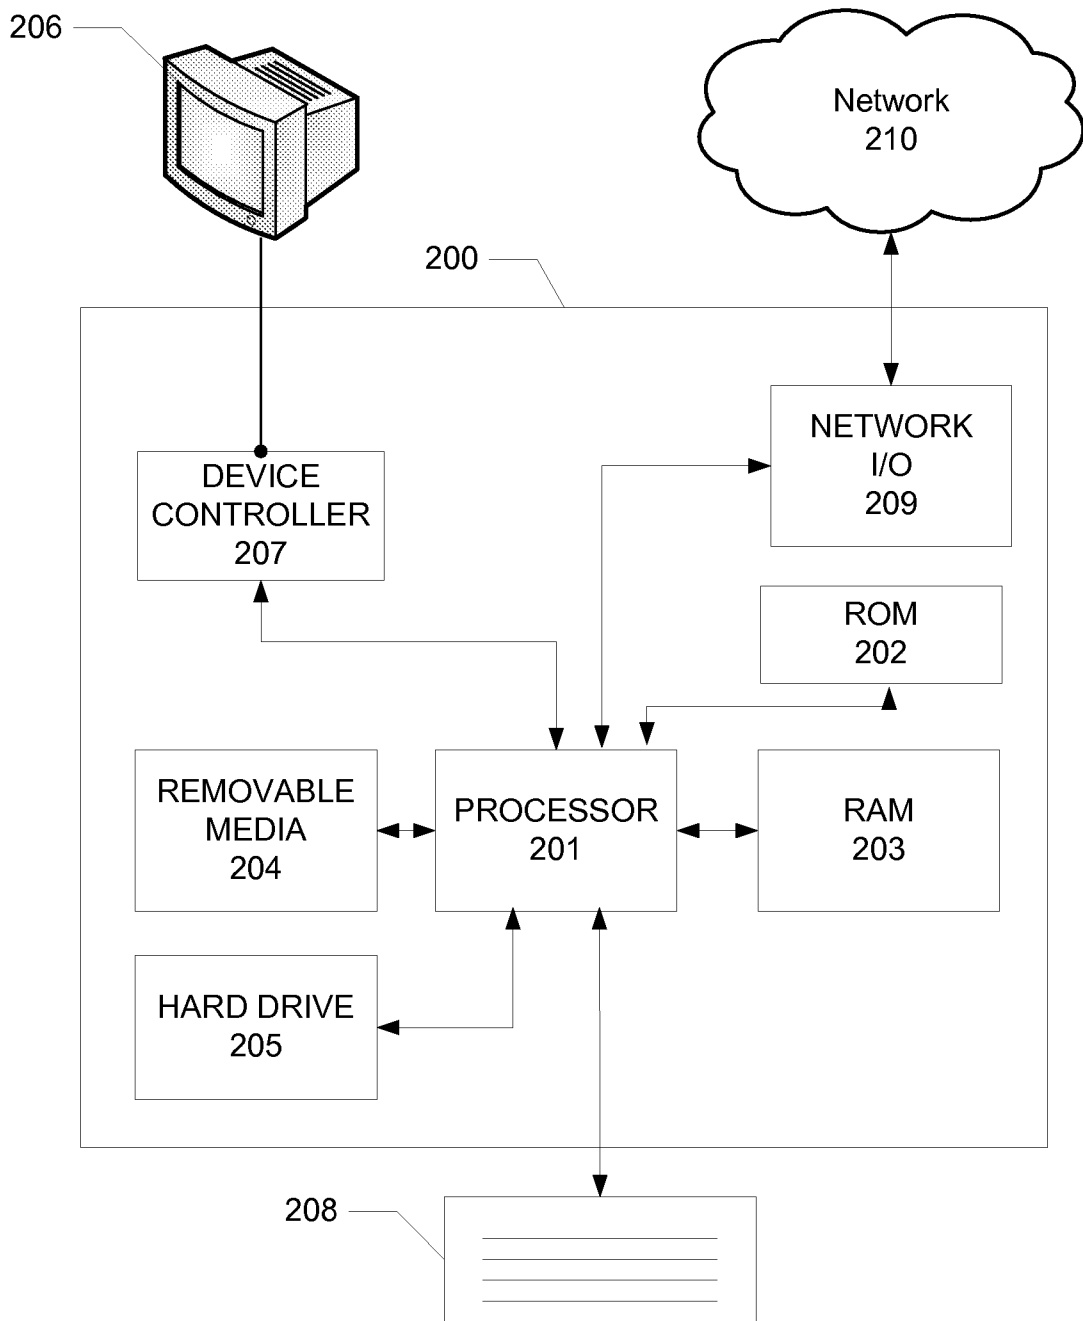 206
Network
210
200
NETWORK
I/O
209
DEVICE
CONTROLLER
207
ROM
202
REMOVABLE
MEDIA
204
PROCESSOR
201
RAM
203
HARD DRIVE
205
208